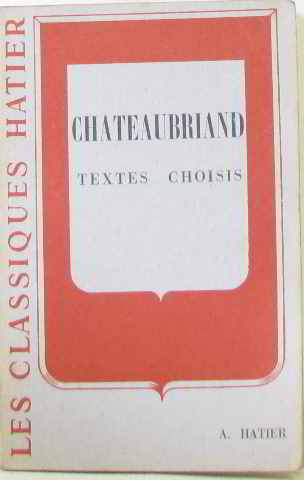 LES CLASSIQUES HATIER
CHATEAUBRIAND
TEXTES CHOISIS
A. HATIER